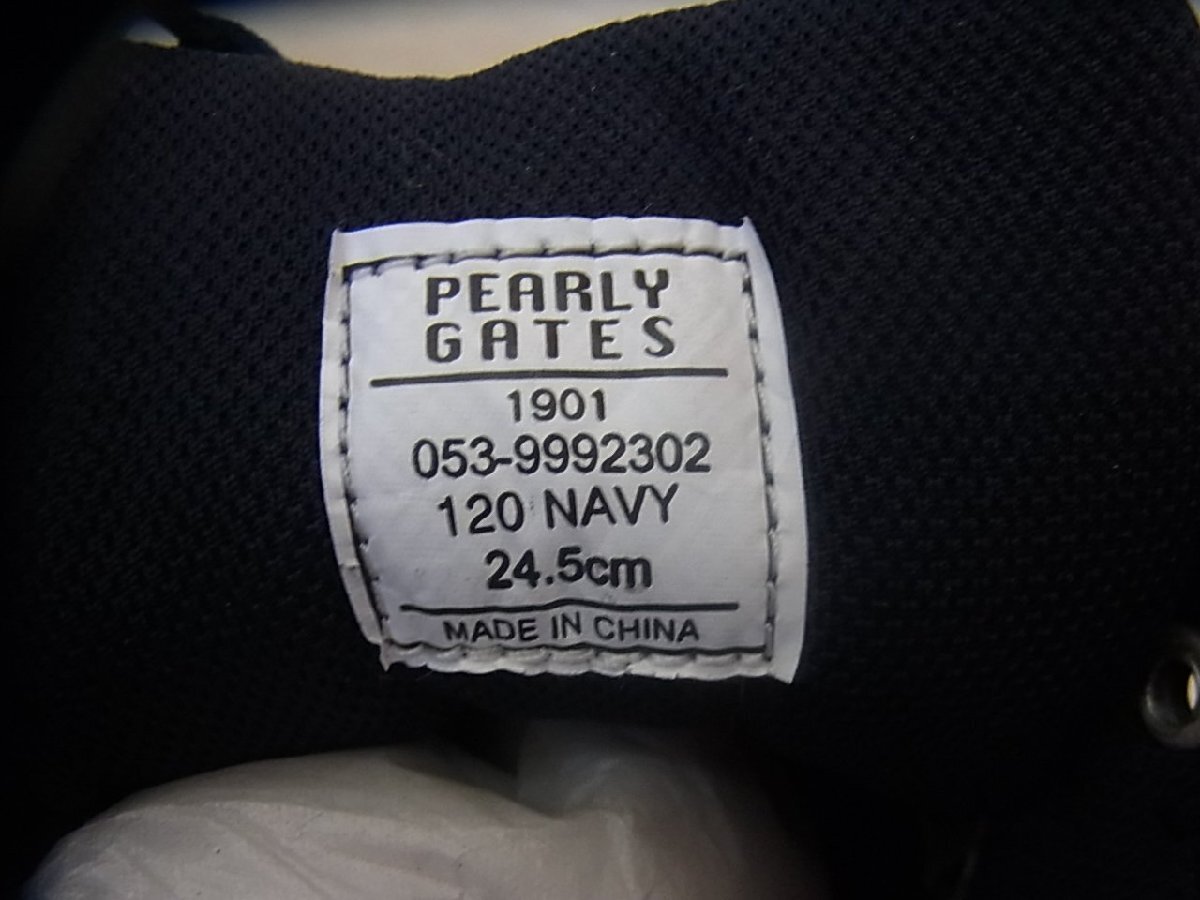 PEARLY
GATES
1901
053-9992302
120 NAVY
24.5cm
MADE IN CHINA